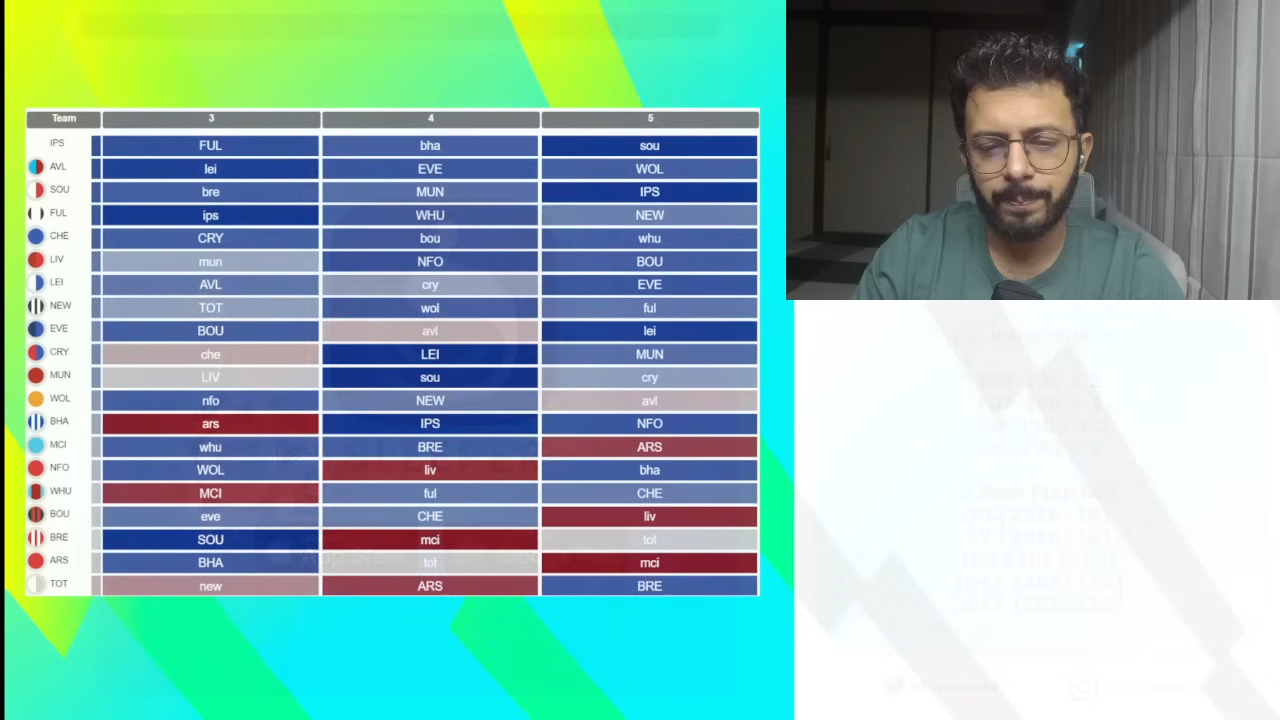 Team 3 4 5
IPS FUL bha sou
AVL lei EVE WOL
SOU bre MUN IPS
FUL ips WHU NEW
CHE CRY bou whu
LIV mun NFO BOU
LEI AVL cry EVE
NEW TOT wol ful
EVE BOU avl lei
CRY che LEI MUN
MUN LIV sou cry
WOL nfo NEW avl
BHA ars IPS NFO
MCI whu BRE ARS
NFO WOL liv bha
WHU MCI ful CHE
BOU eve CHE liv
BRE SOU mci tot
ARS BHA tot mci
TOT new ARS BRE